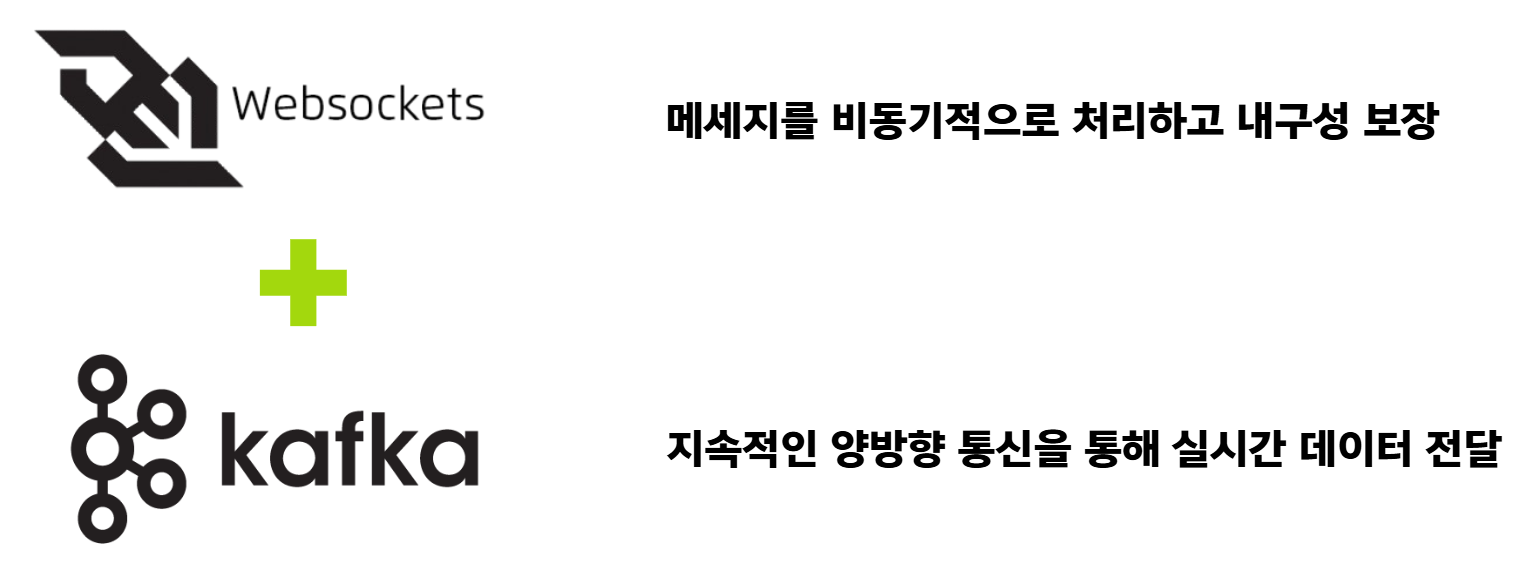 Websockets
메세지를 비동기적으로 처리하고 내구성 보장
kafka
지속적인 양방향 통신을 통해 실시간 데이터 전달